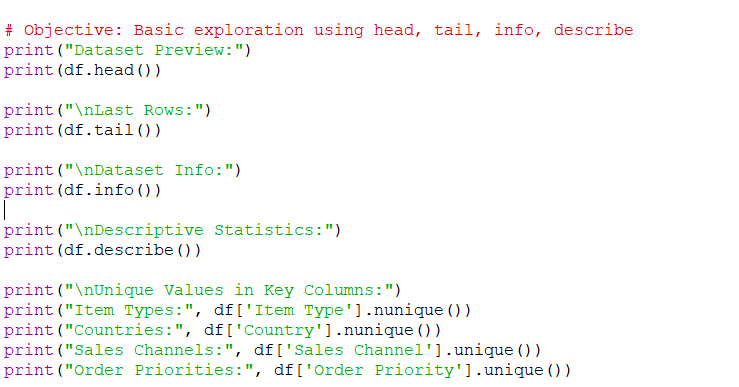 # Objective: Basic exploration using head, tail, info, describe
print("Dataset Preview:")
print(df.head())
print("\nLast Rows:")
print(df.tail())
print("\nDataset Info:")
print(df.info())
print("\nDescriptive Statistics:")
print(df.describe())
print("\nUnique Values in Key Columns:")
print("Item Types:", df['Item Type'].nunique())
print("Countries:", df['Country'].nunique())
print("Sales Channels:", df['Sales Channel'].unique())
print("Order Priorities:", df['Order Priority'].unique())